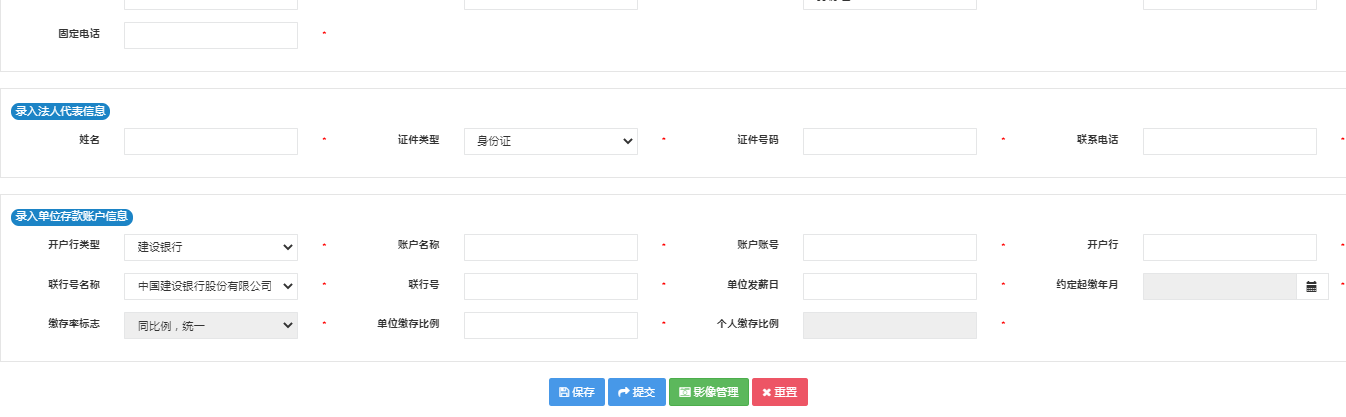 固定电话 *
录入法人代表信息
姓名 * 证件类型 身份证 * 证件号码 * 联系电话 *
录入单位存款账户信息
开户行类型 建设银行 * 账户名称 * 账户账号 * 开户行 *
联行号名称 中国建设银行股份有限公司 * 联行号 * 单位发薪日 * 约定起缴年月 *
缴存率标志 同比例，统一 * 单位缴存比例 * 个人缴存比例 *
保存 提交 影像管理 重置